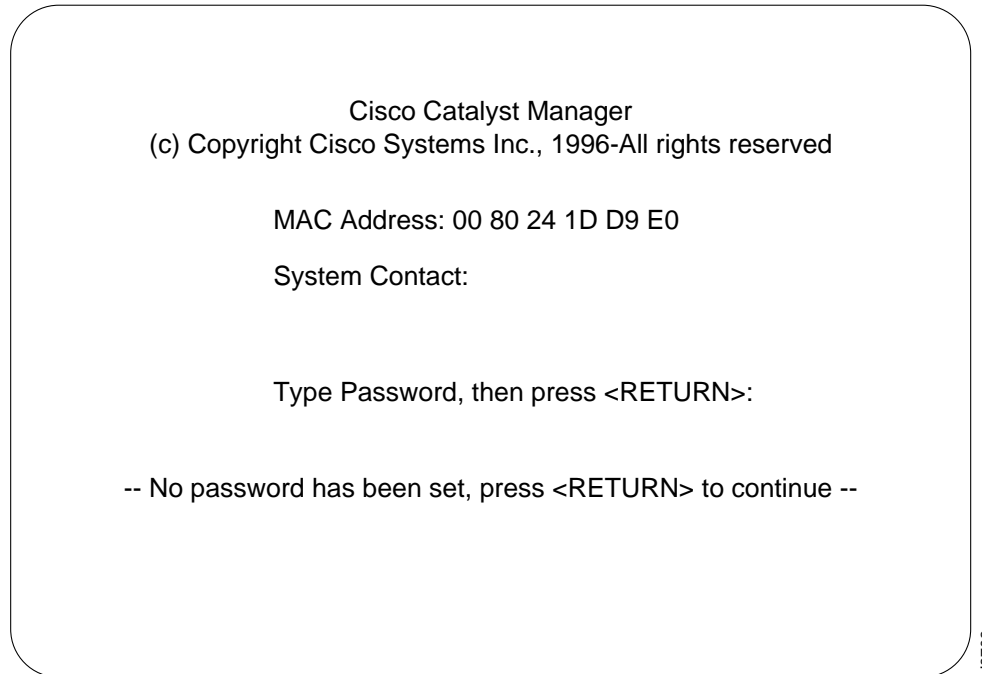 Cisco Catalyst Manager
(c) Copyright Cisco Systems Inc., 1996-All rights reserved
MAC Address: 00 80 24 1D D9 E0
System Contact:
Type Password, then press <RETURN>:
-- No password has been set, press <RETURN> to continue --